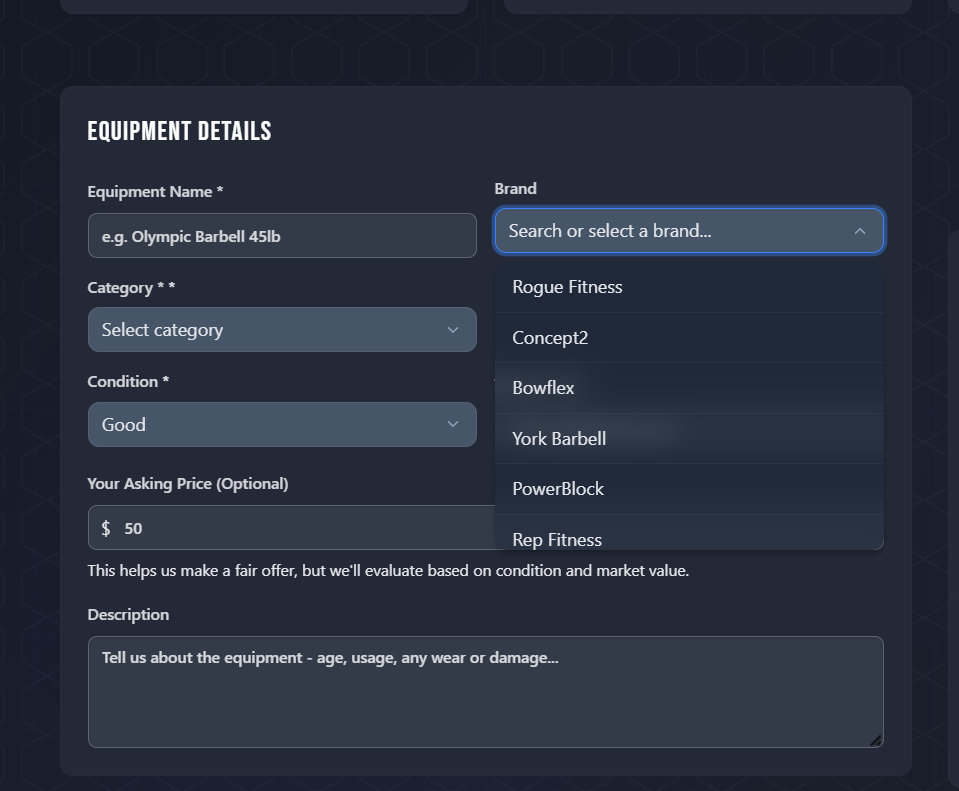 EQUIPMENT DETAILS
Equipment Name *
e.g. Olympic Barbell 45lb
Brand
Search or select a brand...
Rogue Fitness
Concept2
Bowflex
York Barbell
PowerBlock
Rep Fitness
Category * *
Select category
Condition *
Good
Your Asking Price (Optional)
$ 50
This helps us make a fair offer, but we'll evaluate based on condition and market value.
Description
Tell us about the equipment - age, usage, any wear or damage...